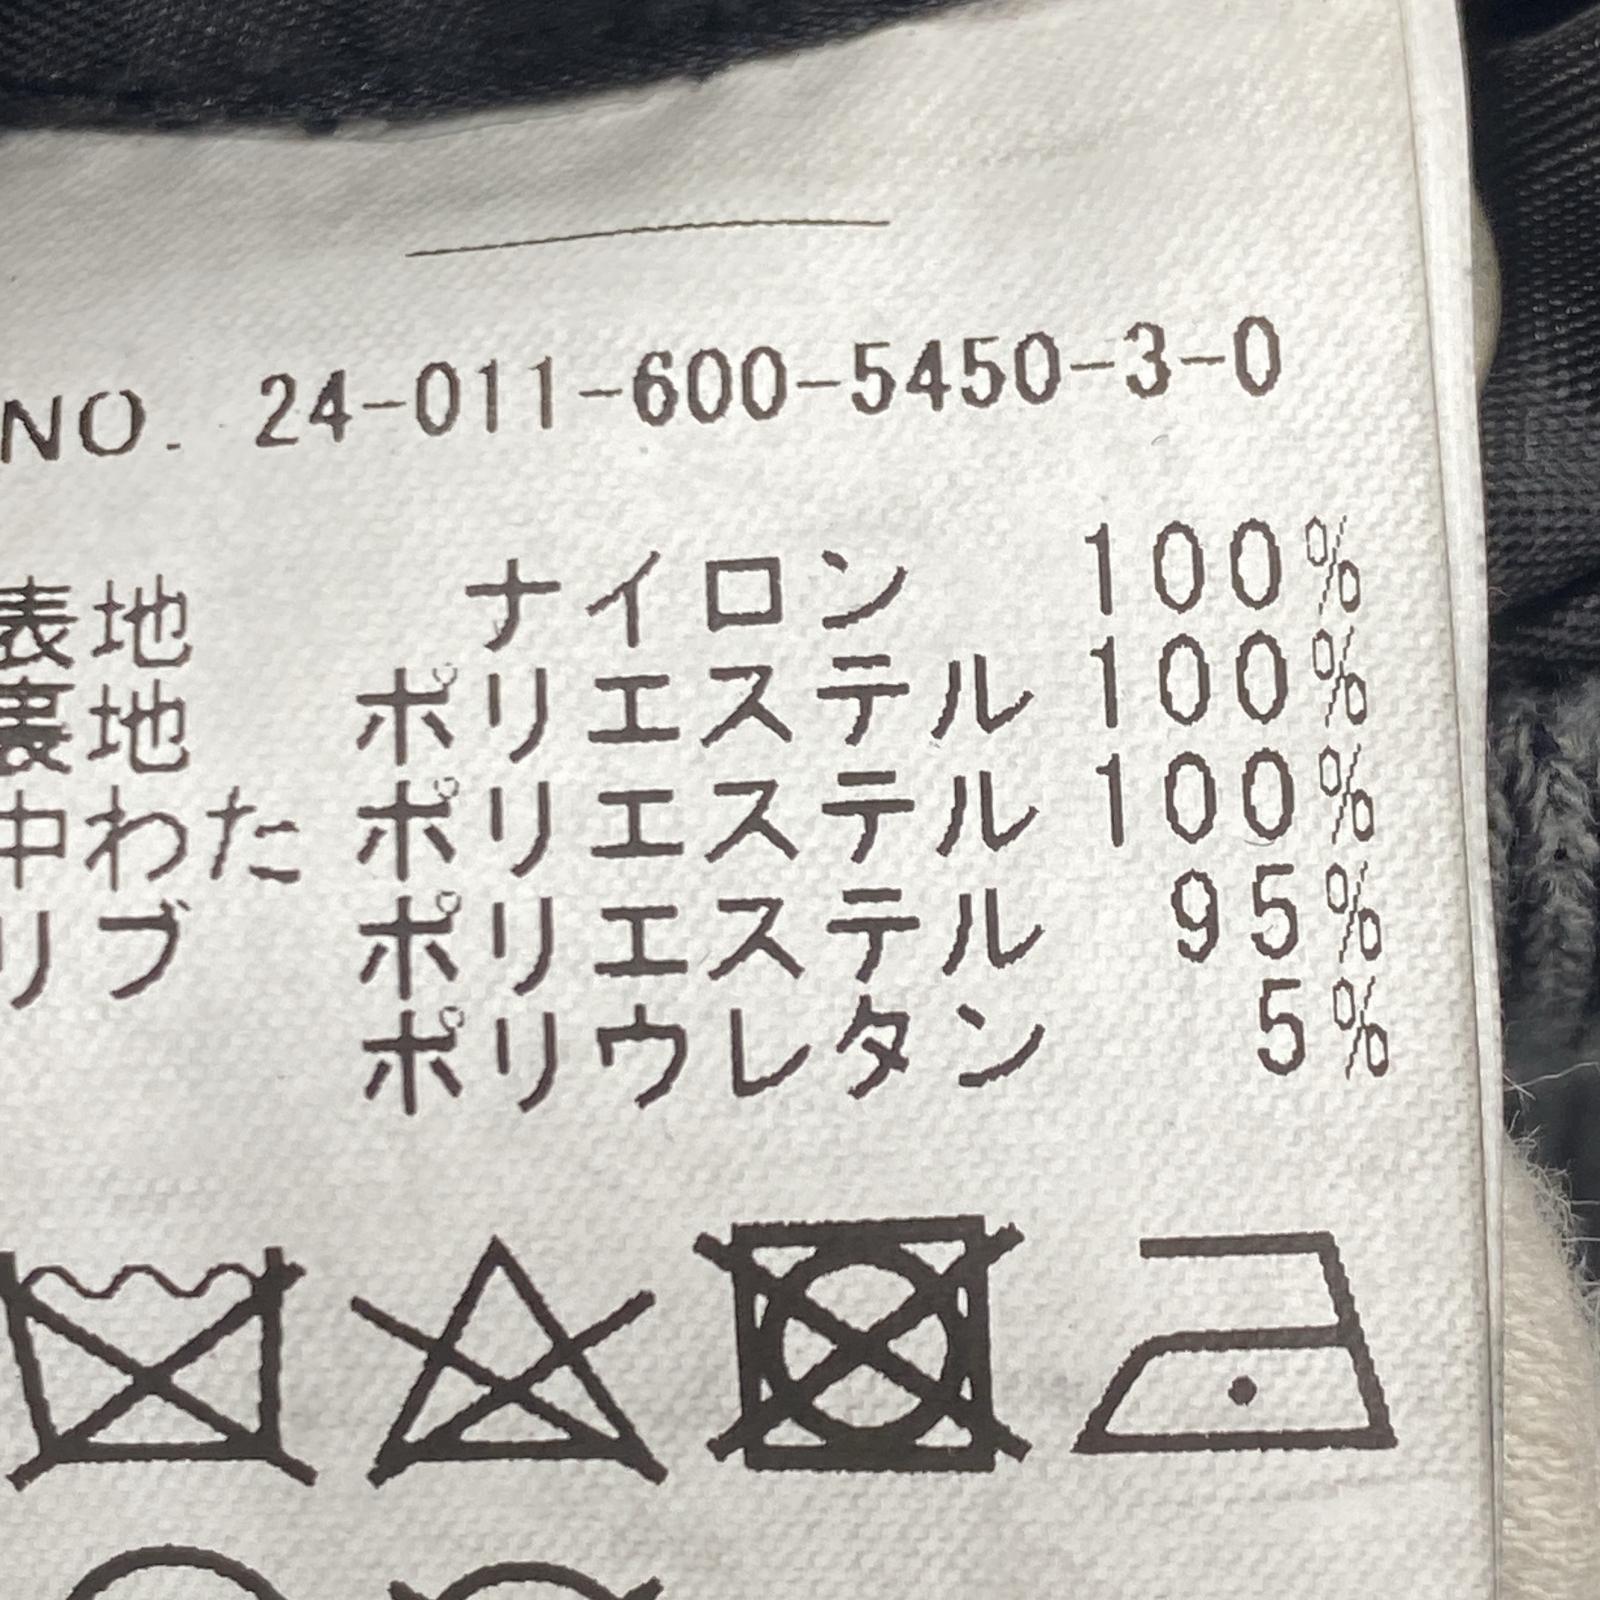 NO. 24-011-600-5450-3-0
表地 ナイロン 100%
裏地 ポリエステル 100%
中わた ポリエステル 100%
リブ ポリエステル 95%
ポリウレタン 5%